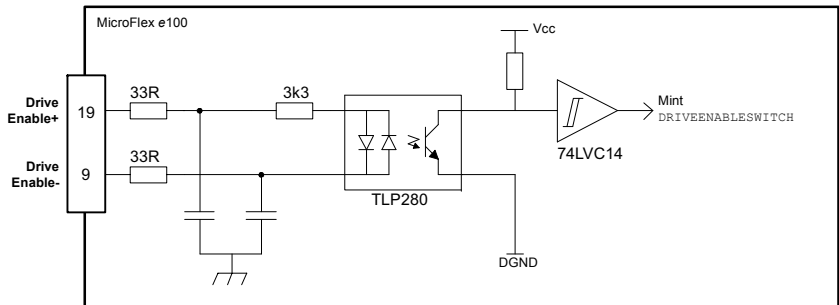 MicroFlex e100
Vcc
Drive
Enable+
19
33R
3k3
Mint
DRIVEENABLESWITCH
Drive
Enable-
9
33R
74LVC14
TLP280
DGND